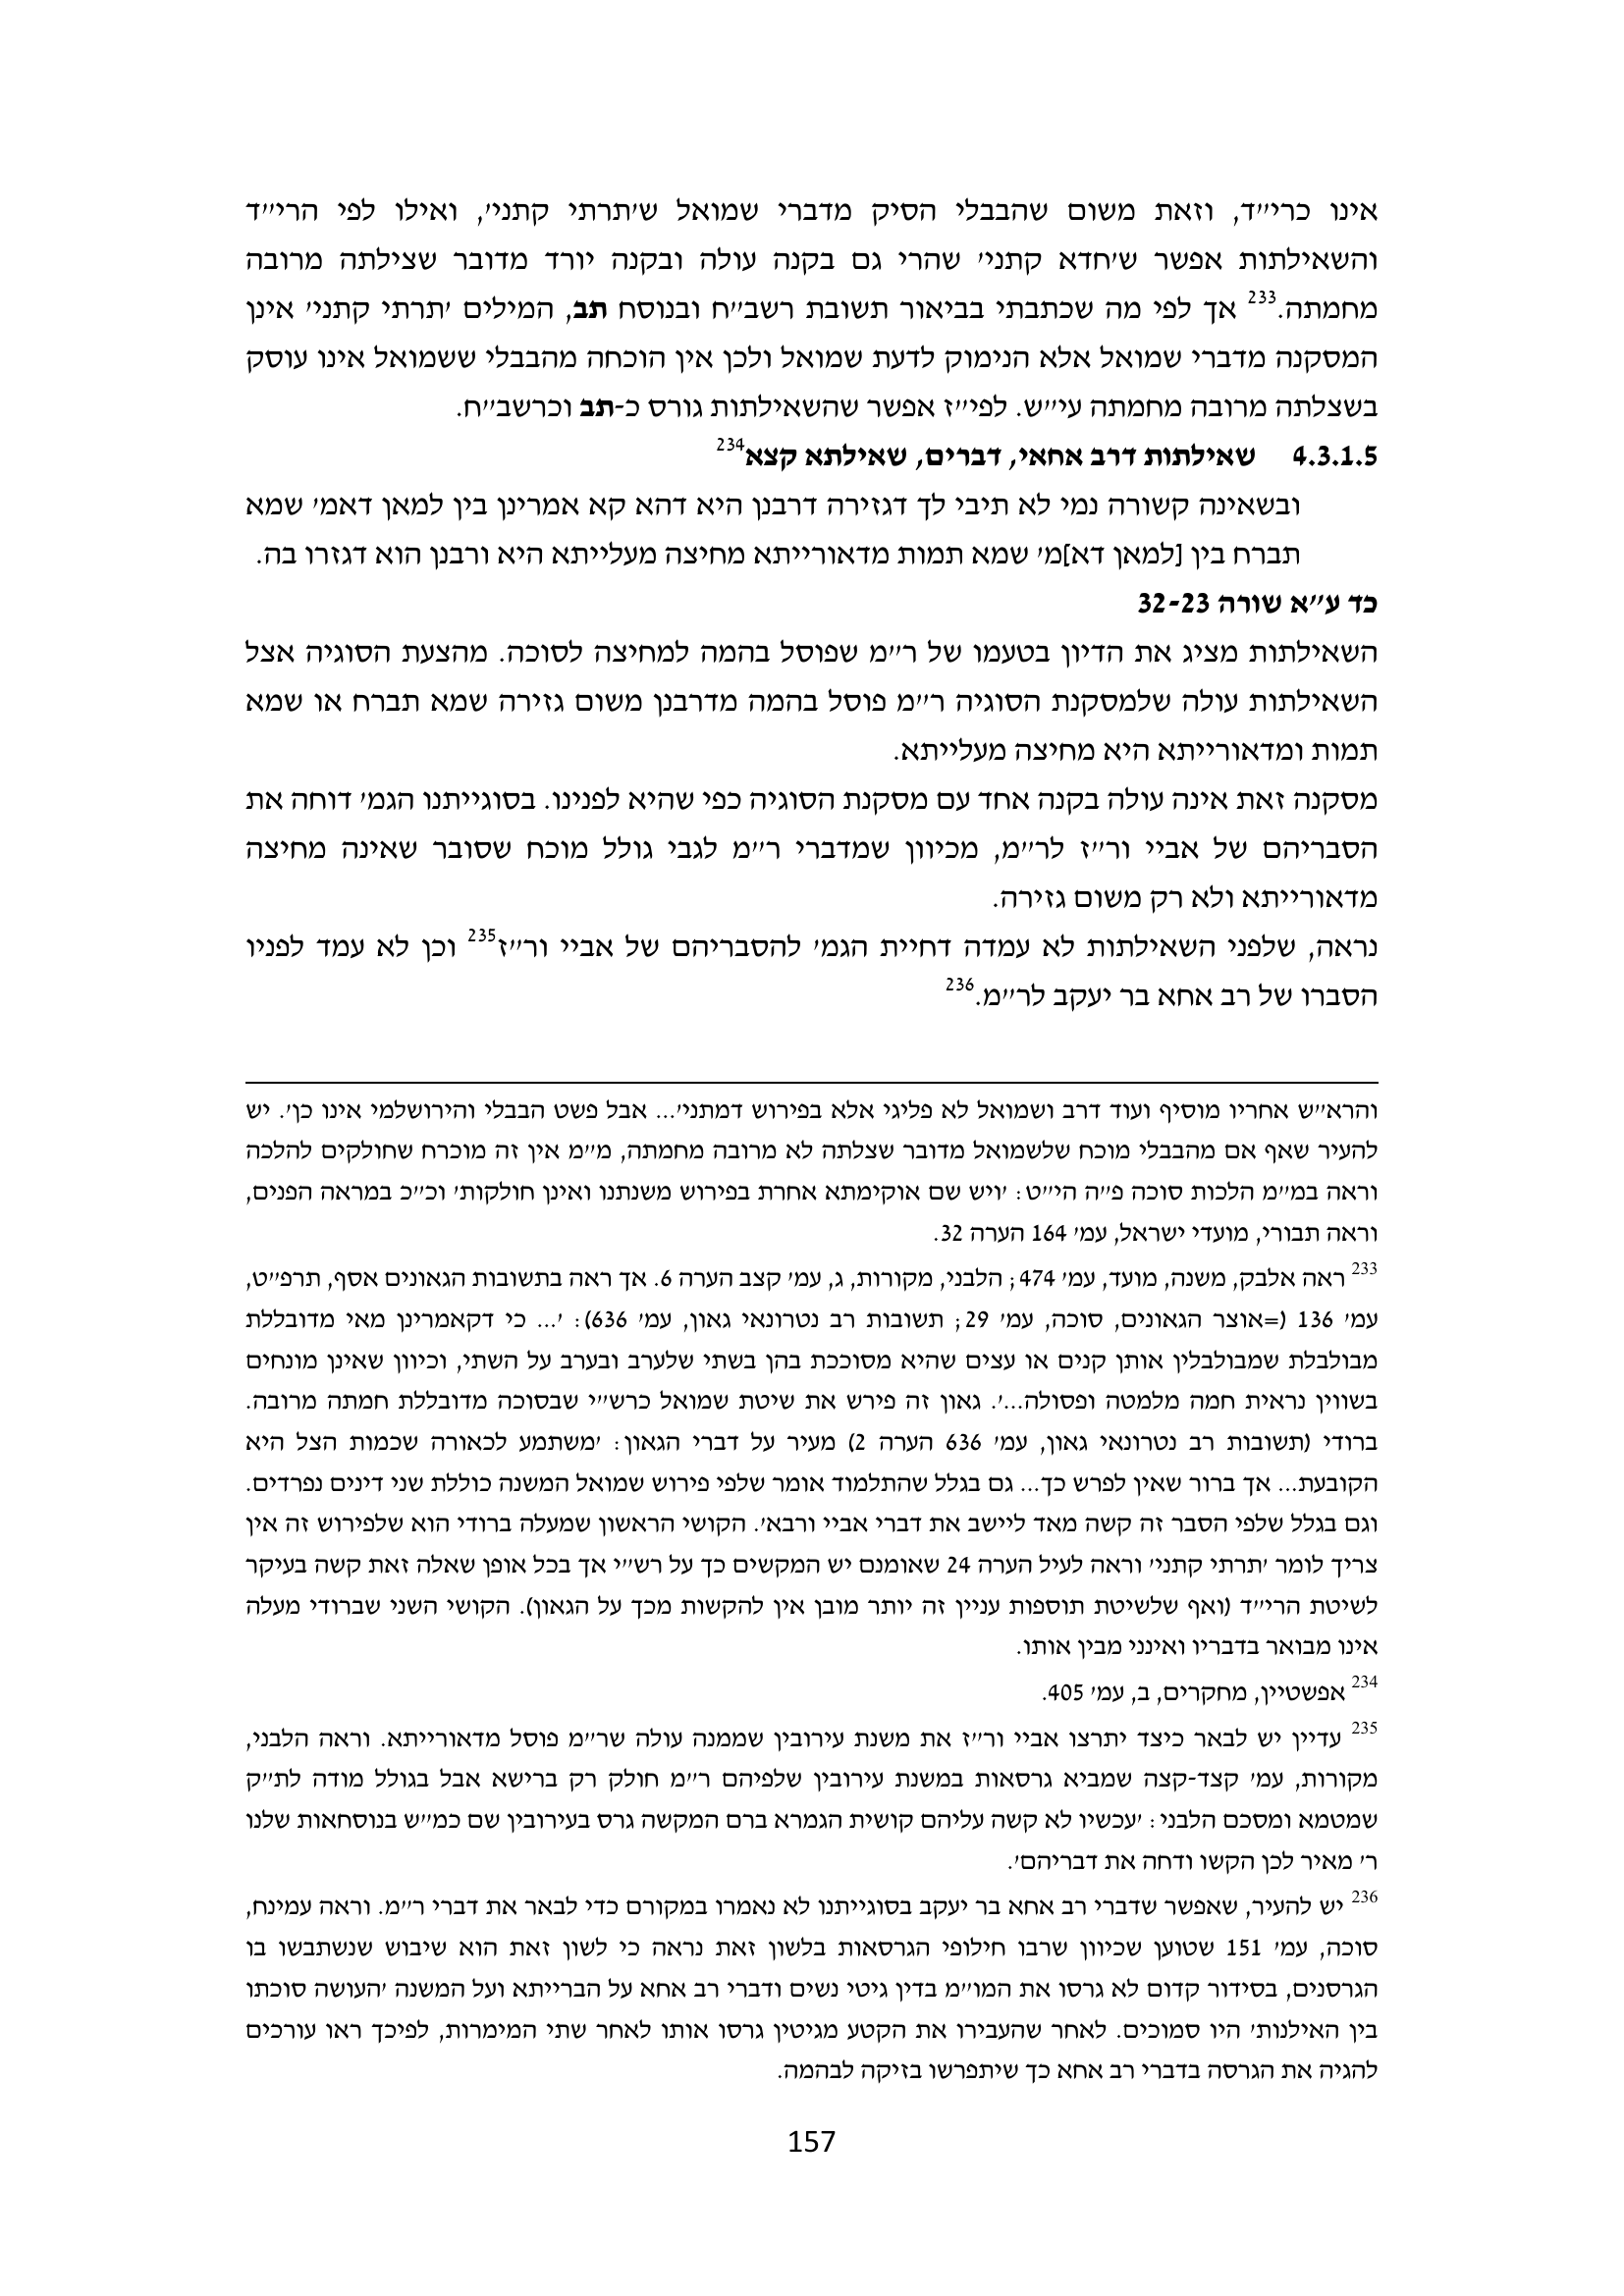 אינו כרי״ד, וזאת משום שהבבלי הסיק מדברי שמואל ש׳תרתי קתני׳, ואילו לפי הרי״ד
והשאילתות אפשר ש׳חדא קתני׳ שהרי גם בקנה עולה ובקנה יורד מדובר שצילתה מרובה
מחמתה.233 אך לפי מה שכתבתי בביאור תשובת רשב״ח ובנוסח תב, המילים ׳תרתי קתני׳ אינן
המסקנה מדברי שמואל אלא הנימוק לדעת שמואל ולכן אין הוכחה מהבבלי ששמואל אינו עוסק
בשצלתה מרובה מחמתה עי״ש. לפי״ז אפשר שהשאילתות גורס כ-תב וכרשב״ח.
4.3.1.5 שאילתות דרב אחאי, דברים, שאילתא קצא234
ובשאינה קשורה נמי לא תיבי לך דגזירה דרבנן היא דהא קא אמרינן בין למאן דאמ׳ שמא
תברח בין [למאן דא]מ׳ שמא תמות מדאורייתא מחיצה מעלייתא היא ורבנן הוא דגזרו בה.
כד ע״א שורה 32-23
השאילתות מציג את הדיון בטעמו של ר״מ שפוסל בהמה למחיצה לסוכה. מהצעת הסוגיה אצל
השאילתות עולה שלמסקנת הסוגיה ר״מ פוסל בהמה מדרבנן משום גזירה שמא תברח או שמא
תמות ומדאורייתא היא מחיצה מעלייתא.
מסקנה זאת אינה עולה בקנה אחד עם מסקנת הסוגיה כפי שהיא לפנינו. בסוגייתנו הגמ׳ דוחה את
הסבריהם של אביי ור״ז לר״מ, מכיוון שמדברי ר״מ לגבי גולל מוכח שסובר שאינה מחיצה
מדאורייתא ולא רק משום גזירה.
נראה, שלפני השאילתות לא עמדה דחיית הגמ׳ להסבריהם של אביי ור״ז235 וכן לא עמד לפניו
הסברו של רב אחא בר יעקב לר״מ.236
והרא״ש אחריו מוסיף ועוד דרב ושמואל לא פליגי אלא בפירוש דמתני׳... אבל פשט הבבלי והירושלמי אינו כן׳. יש
להעיר שאף אם מהבבלי מוכח שלשמואל מדובר שצלתה לא מרובה מחמתה, מ״מ אין זה מוכרח שחולקים להלכה
וראה במ״מ הלכות סוכה פ״ה הי״ט: ׳ויש שם אוקימתא אחרת בפירוש משנתנו ואינן חולקות׳ וכ״כ במראה הפנים,
וראה תבורי, מועדי ישראל, עמ׳ 164 הערה 32.
233 ראה אלבק, משנה, מועד, עמ׳ 474; הלבני, מקורות, ג, עמ׳ קצב הערה 6. אך ראה בתשובות הגאונים אסף, תרפ״ט,
עמ׳ 136 (=אוצר הגאונים, סוכה, עמ׳ 29; תשובות רב נטרונאי גאון, עמ׳ 636): ׳... כי דקאמרינן מאי מדובללת
מבולבלת שמבולבלין אותן קנים או עצים שהיא מסוככת בהן בשתי שלערב ובערב על השתי, וכיוון שאינן מונחים
בשווין נראית חמה מלמטה ופסולה...׳. גאון זה פירש את שיטת שמואל כרש״י שבסוכה מדובללת חמתה מרובה.
ברודי (תשובות רב נטרונאי גאון, עמ׳ 636 הערה 2) מעיר על דברי הגאון: ׳משתמע לכאורה שכמות הצל היא
הקובעת... אך ברור שאין לפרש כך... גם בגלל שהתלמוד אומר שלפי פירוש שמואל המשנה כוללת שני דינים נפרדים.
וגם בגלל שלפי הסבר זה קשה מאד ליישב את דברי אביי ורבא׳. הקושי הראשון שמעלה ברודי הוא שלפירוש זה אין
צריך לומר ׳תרתי קתני׳ וראה לעיל הערה 24 שאומנם יש המקשים כך על רש״י אך בכל אופן שאלה זאת קשה בעיקר
לשיטת הרי״ד (ואף שלשיטת תוספות עניין זה יותר מובן אין להקשות מכך על הגאון). הקושי השני שברודי מעלה
אינו מבואר בדבריו ואינני מבין אותו.
234 אפשטיין, מחקרים, ב, עמ׳ 405.
235 עדיין יש לבאר כיצד יתרצו אביי ור״ז את משנת עירובין שממנה עולה שר״מ פוסל מדאורייתא. וראה הלבני,
מקורות, עמ׳ קצד-קצה שמביא גרסאות במשנת עירובין שלפיהם ר״מ חולק רק ברישא אבל בגולל מודה לת״ק
שמטמא ומסכם הלבני: ׳עכשיו לא קשה עליהם קושית הגמרא ברם המקשה גרס בעירובין שם כמ״ש בנוסחאות שלנו
ר׳ מאיר לכן הקשו ודחה את דבריהם׳.
236 יש להעיר, שאפשר שדברי רב אחא בר יעקב בסוגייתנו לא נאמרו במקורם כדי לבאר את דברי ר״מ. וראה עמינח,
סוכה, עמ׳ 151 שטוען שכיוון שרבו חילופי הגרסאות בלשון זאת נראה כי לשון זאת הוא שיבוש שנשתבשו בו
הגרסנים, בסידור קדום לא גרסו את המו״מ בדין גיטי נשים ודברי רב אחא על הברייתא ועל המשנה ׳העושה סוכתו
בין האילנות׳ היו סמוכים. לאחר שהעבירו את הקטע מגיטין גרסו אותו לאחר שתי המימרות, לפיכך ראו עורכים
להגיה את הגרסה בדברי רב אחא כך שיתפרשו בזיקה לבהמה.
157